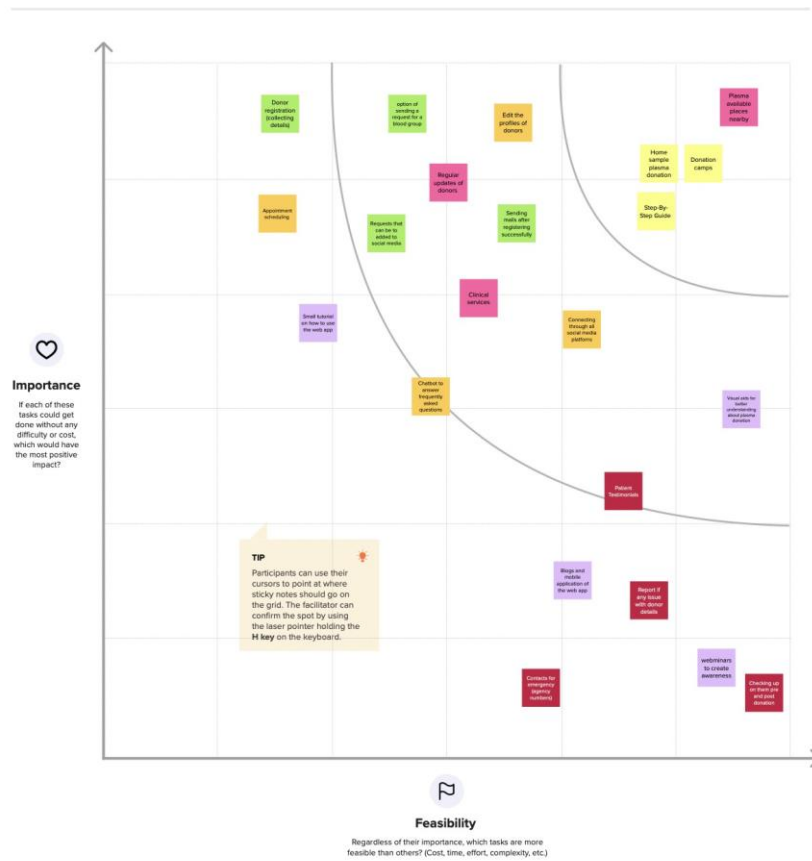 Donor
registration
(collecting
details)
option of
sending a
request for a
blood group
Edit the
profiles of
donors
Plasma
available
places
nearby
Home
sample
plasma
donation
Donation
camps
Regular
updates of
donors
Appointment
scheduling
Requests that
can be to
added to
social media
Sending
mails after
registering
successfully
Step-By-
Step Guide
Clinical
services
Small tutorial
on how to use
the web app
Connecting
through all
social media
platforms
Chatbot to
answer
frequently
asked
questions
Visual aids for
better
understanding
about plasma
donation
Importance
If each of these
tasks could get
done without any
difficulty or cost,
which would have
the most positive
impact?
Patient
Testimonials
TIP
Participants can use their
cursors to point at where
sticky notes should go on
the grid. The facilitator can
confirm the spot by using
the laser pointer holding the
H key on the keyboard.
Blogs and
mobile
application of
the web app
Report if
any issue
with donor
details
Contacts for
emergency
(agency
numbers)
webminars
to create
awareness
Checking up
on them pre
and post
donation
Feasibility
Regardless of their importance, which tasks are more
feasible than others? (Cost, time, effort, complexity, etc.)